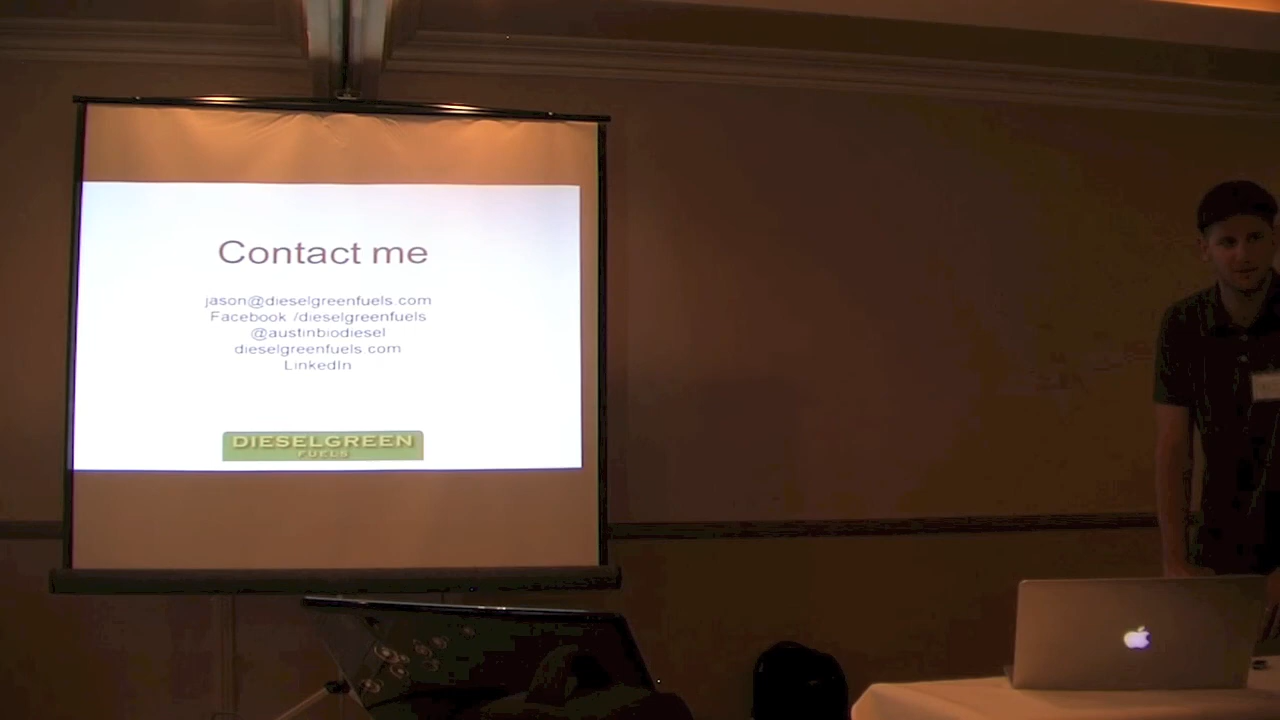 Contact me
jason@dieselgreenfuels.com
Facebook /dieselgreenfuels
@austinbiodiesel
dieselgreenfuels.com
LinkedIn
DIESELGREEN
FUELS